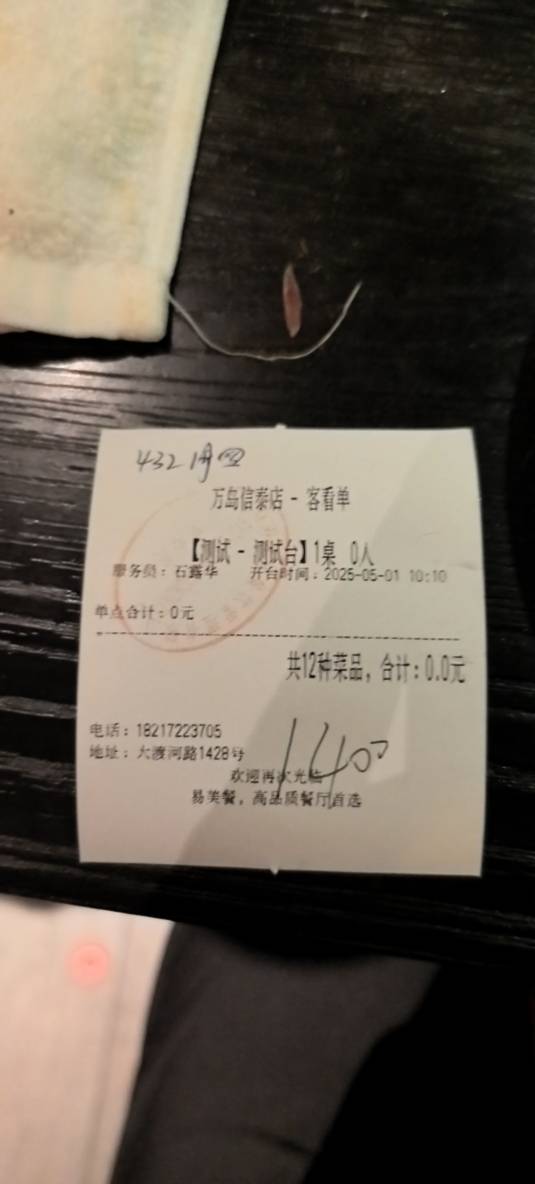 432
万岛信泰店 - 客看单
【测试 - 测试台】1桌 0人
服务员：石露华 开台时间：2025-05-01 10:10
单点合计：0元
共12种菜品，合计：0.0元
电话：18217223705
地址：大渡河路1428号
1400
欢迎再次光临
易美餐，高品质餐厅首选